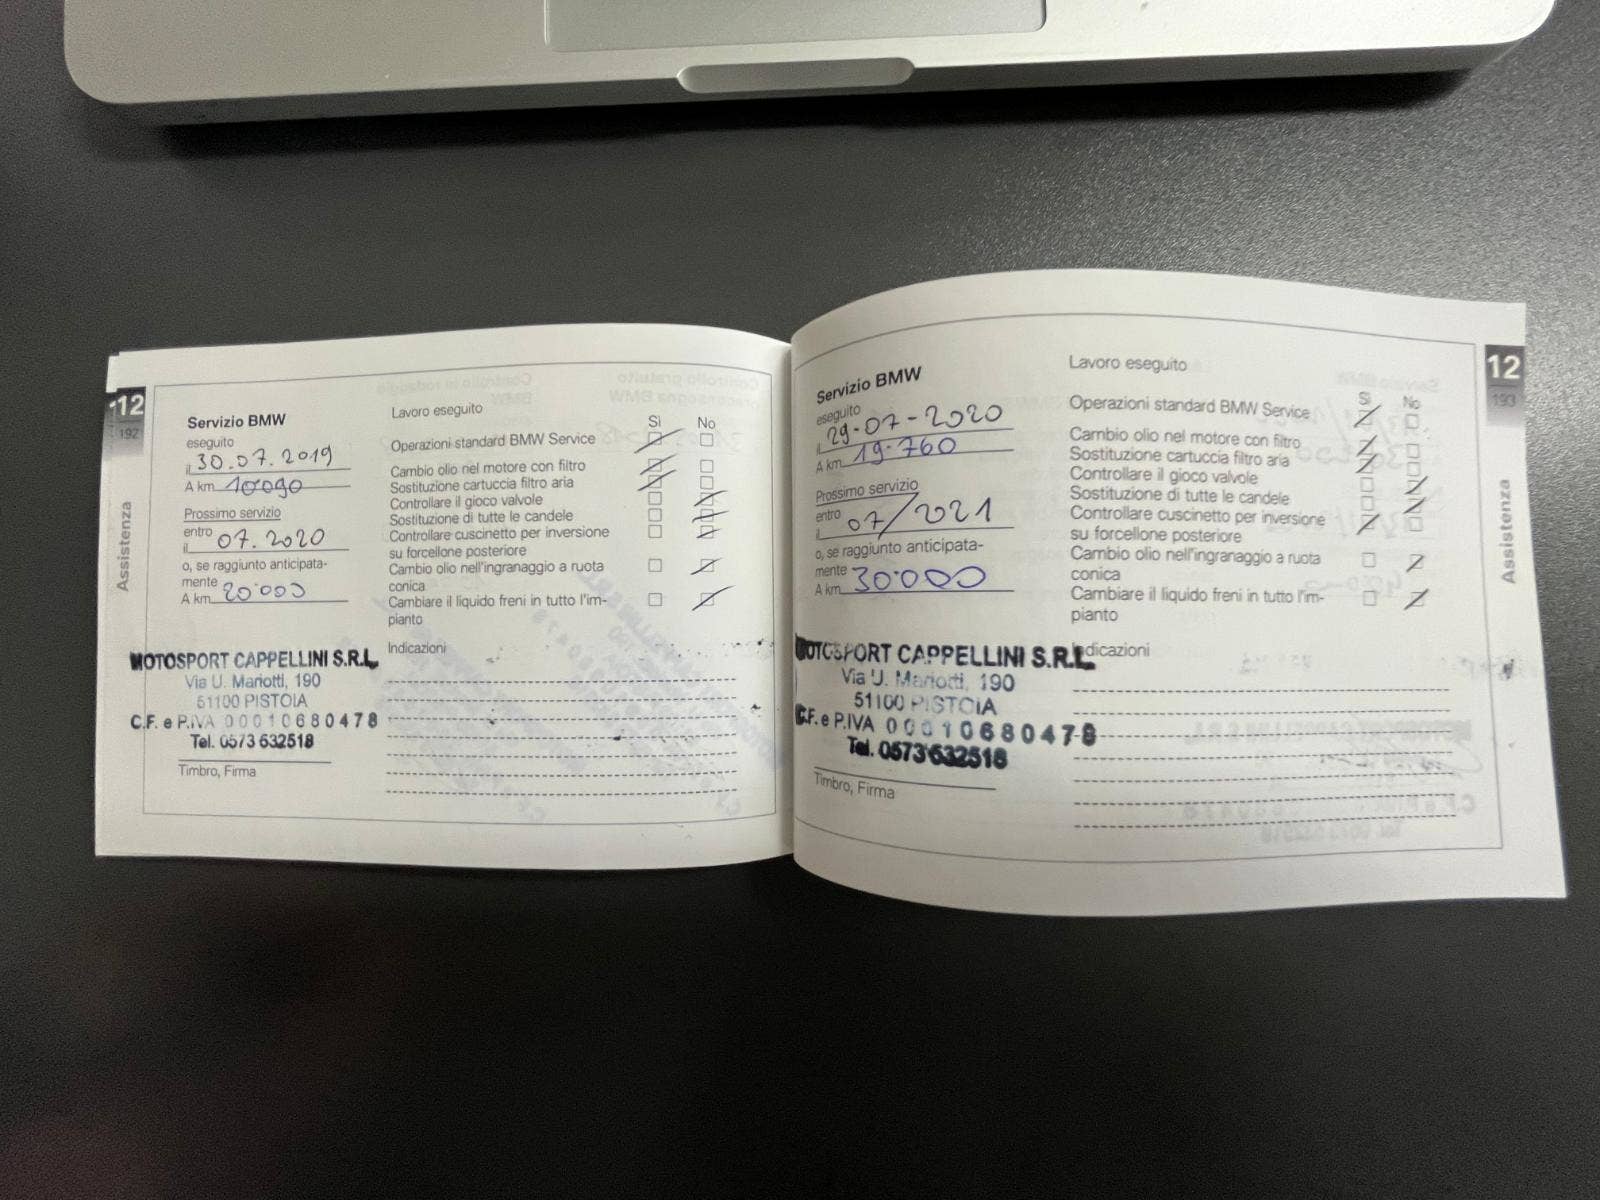 12
192
Assistenza
Servizio BMW
eseguito
il 30.07.2019
A km 10090
Prossimo servizio
entro
il 07.2020
o, se raggiunto anticipata-
mente
A km 20.000
Lavoro eseguito
Sì No
Operazioni standard BMW Service
Cambio olio nel motore con filtro
Sostituzione cartuccia filtro aria
Controllare il gioco valvole
Sostituzione di tutte le candele
Controllare cuscinetto per inversione
su forcellone posteriore
Cambio olio nell'ingranaggio a ruota
conica
Cambiare il liquido freni in tutto l'im-
pianto
Indicazioni
MOTOSPORT CAPPELLINI S.R.L.
Via U. Mariotti, 190
51100 PISTOIA
C.F. e P.IVA 00010680478
Tel. 0573 632518
Timbro, Firma
Servizio BMW
eseguito
il 29-07-2020
A km 19.760
Prossimo servizio
entro
il 07/2021
o, se raggiunto anticipata-
mente
A km 30.000
Lavoro eseguito
Sì No
Operazioni standard BMW Service
Cambio olio nel motore con filtro
Sostituzione cartuccia filtro aria
Controllare il gioco valvole
Sostituzione di tutte le candele
Controllare cuscinetto per inversione
su forcellone posteriore
Cambio olio nell'ingranaggio a ruota
conica
Cambiare il liquido freni in tutto l'im-
pianto
Indicazioni
MOTOSPORT CAPPELLINI S.R.L.
Via U. Mariotti, 190
51100 PISTOIA
C.F. e P.IVA 00010680478
Tel. 0573 632518
Timbro, Firma
12
193
Assistenza